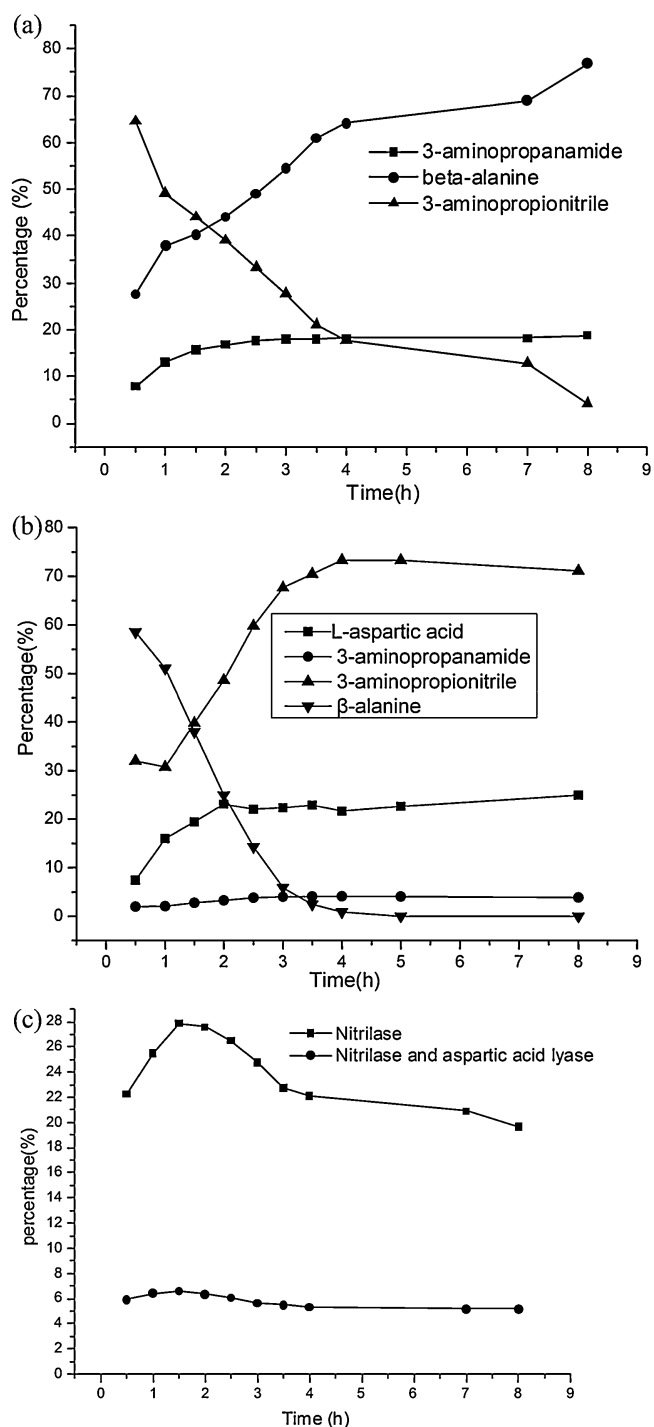 (a)
80
70
60
50
40
30
20
10
0
Percentage (%)
3-aminopropanamide
beta-alanine
3-aminopropionitrile
0 1 2 3 4 5 6 7 8 9
Time(h)
(b)
80
70
60
50
40
30
20
10
0
Percentage(%)
L-aspartic acid
3-aminopropanamide
3-aminopropionitrile
β-alanine
0 1 2 3 4 5 6 7 8 9
Time(h)
(c)
28
26
24
22
20
18
16
14
12
10
8
6
4
2
0
percentage(%)
Nitrilase
Nitrilase and aspartic acid lyase
0 1 2 3 4 5 6 7 8 9
Time (h)